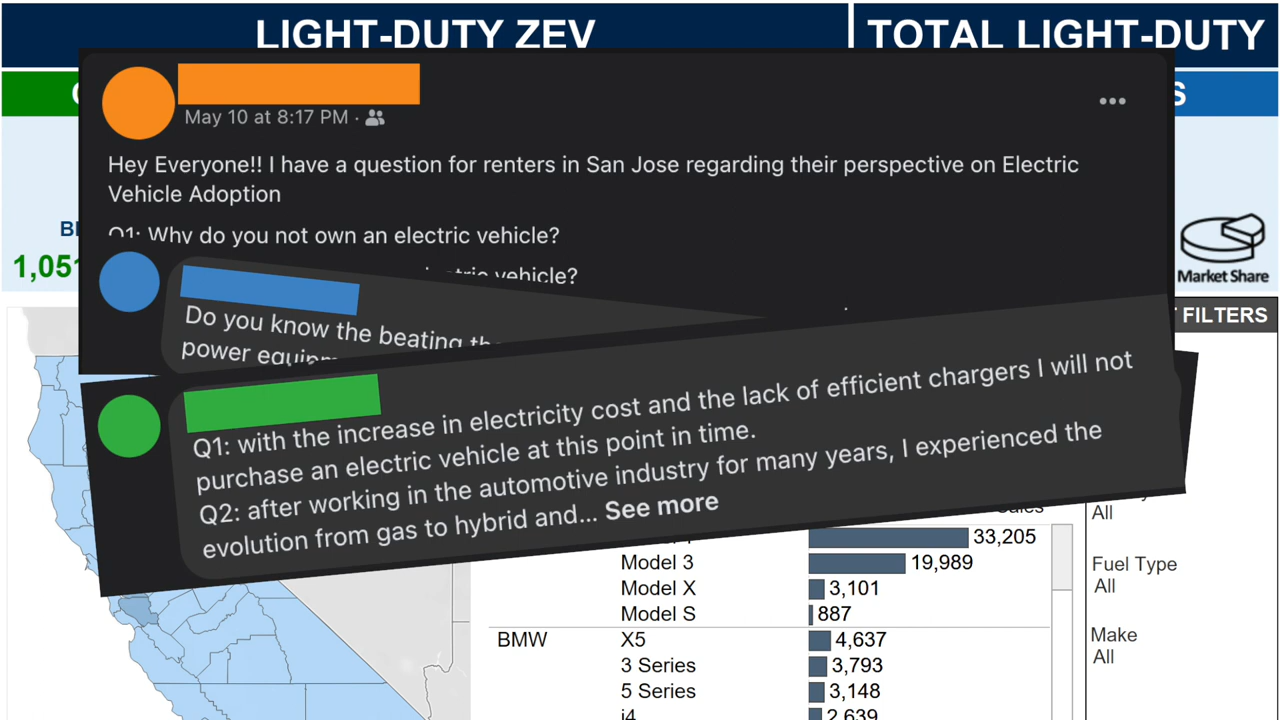 LIGHT-DUTY ZEV
TOTAL LIGHT-DUTY
May 10 at 8:17 PM ·
Hey Everyone!! I have a question for renters in San Jose regarding their perspective on Electric
Vehicle Adoption
Q1: Why do you not own an electric vehicle?
electric vehicle?
1,051
Market Share
FILTERS
Do you know the beating
power
Q1: with the increase in electricity cost and the lack of efficient chargers I will not
purchase an electric vehicle at this point in time.
Q2: after working in the automotive industry for many years, I experienced the
evolution from gas to hybrid and... See more
33,205
All
Model 3 19,989
Fuel Type
All
Model X 3,101
Model S 887
BMW X5 4,637
Make
All
3 Series 3,793
5 Series 3,148
i4 2,639